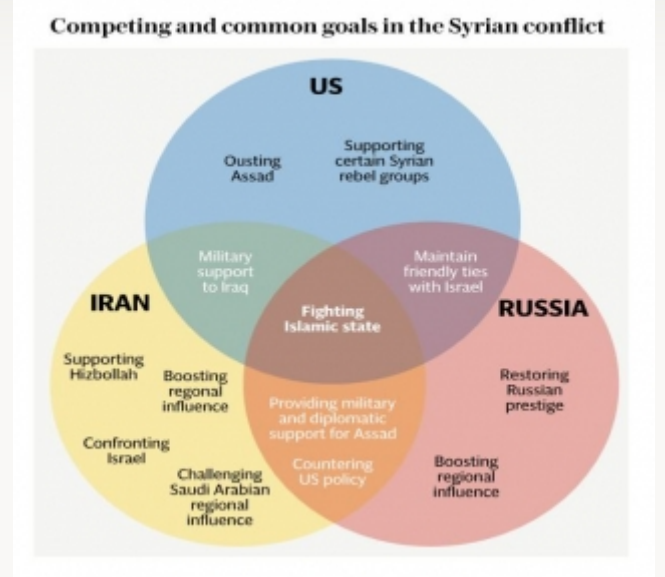 Competing and common goals in the Syrian conflict
US
Ousting
Assad
Supporting
certain Syrian
rebel groups
Military
support
to Iraq
Maintain
friendly ties
with Israel
Fighting
Islamic state
IRAN
RUSSIA
Supporting
Hizbollah
Boosting
regonal
influence
Confronting
Israel
Challenging
Saudi Arabian
regional
influence
Providing military
and diplomatic
support for Assad
Countering
US policy
Restoring
Russian
prestige
Boosting
regional
influence